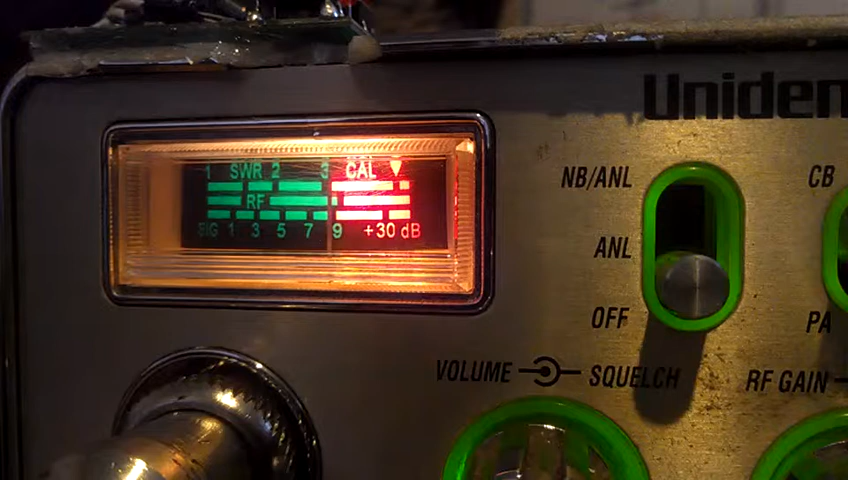 Uniden
1 SWR 2 3 CAL
RF
SIG 1 3 5 7 9 +30 dB
NB/ANL
ANL
OFF
CB
PA
VOLUME SQUELCH
RF GAIN